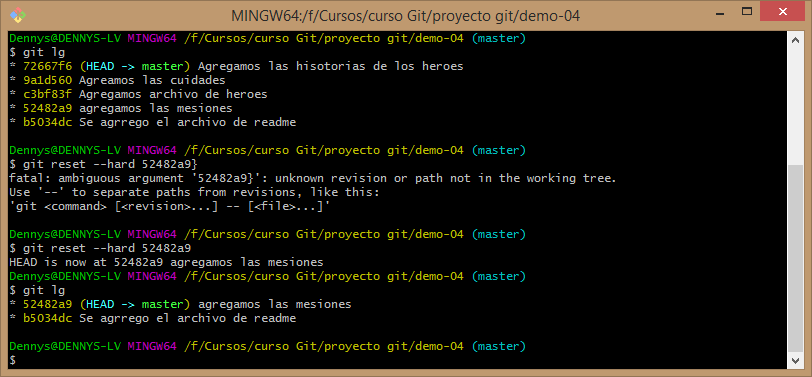 MINGW64:/f/Cursos/curso Git/proyecto git/demo-04
Dennys@DENNYS-LV MINGW64 /f/Cursos/curso Git/proyecto git/demo-04 (master)
$ git lg
* 72667f6 (HEAD -> master) Agregamos las hisotorias de los heroes
* 9a1d560 Agreamos las cuidades
* c3bf83f Agregamos archivo de heroes
* 52482a9 agregamos las mesiones
* b5034dc Se agrrego el archivo de readme
Dennys@DENNYS-LV MINGW64 /f/Cursos/curso Git/proyecto git/demo-04 (master)
$ git reset --hard 52482a9}
fatal: ambiguous argument '52482a9}': unknown revision or path not in the working tree.
Use '--' to separate paths from revisions, like this:
'git <command> [<revision>...] -- [<file>...]'
Dennys@DENNYS-LV MINGW64 /f/Cursos/curso Git/proyecto git/demo-04 (master)
$ git reset --hard 52482a9
HEAD is now at 52482a9 agregamos las mesiones
Dennys@DENNYS-LV MINGW64 /f/Cursos/curso Git/proyecto git/demo-04 (master)
$ git lg
* 52482a9 (HEAD -> master) agregamos las mesiones
* b5034dc Se agrrego el archivo de readme
Dennys@DENNYS-LV MINGW64 /f/Cursos/curso Git/proyecto git/demo-04 (master)
$